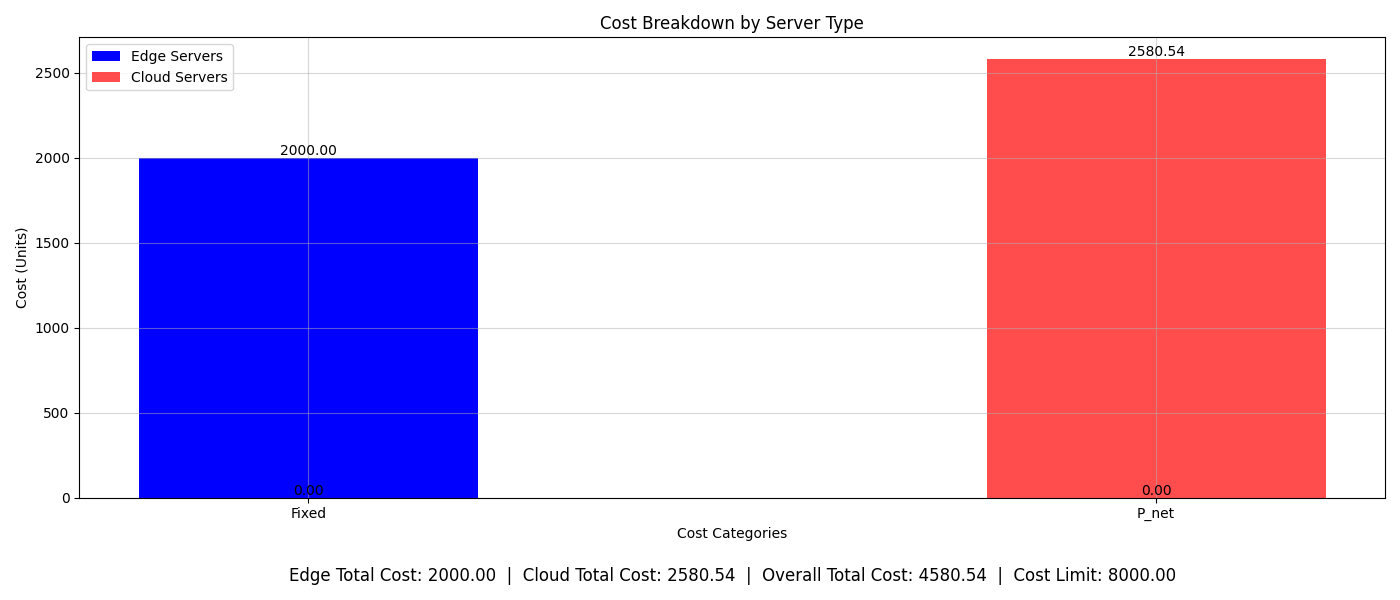 Cost Breakdown by Server Type
Edge Servers
Cloud Servers
2580.54
2500
2000.00
2000
1500
1000
500
0
0.00
0.00
Cost (Units)
Fixed
P_net
Cost Categories
Edge Total Cost: 2000.00 | Cloud Total Cost: 2580.54 | Overall Total Cost: 4580.54 | Cost Limit: 8000.00